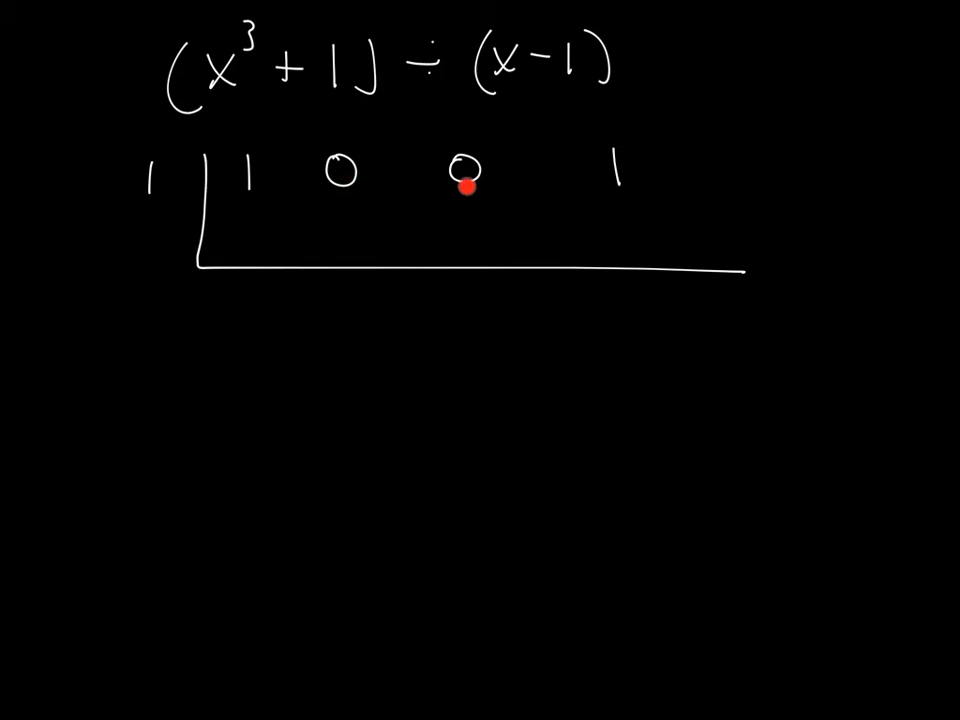 (x³ + 1) ÷ (x - 1)
1 | 1 0 0 1